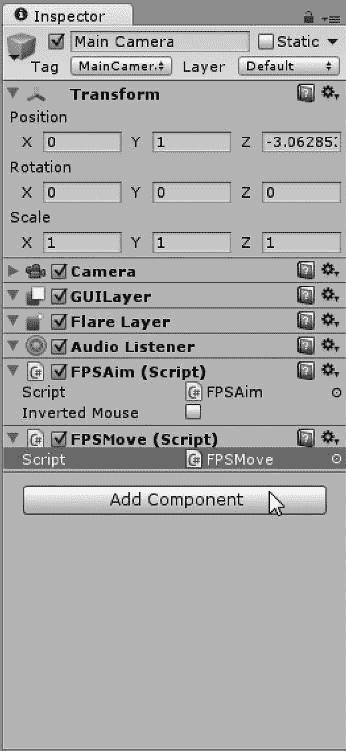 Inspector
Main Camera Static
Tag MainCamer Layer Default
Transform
Position
X 0 Y 1 Z -3.06285
Rotation
X 0 Y 0 Z 0
Scale
X 1 Y 1 Z 1
Camera
GUILayer
Flare Layer
Audio Listener
FPSAim (Script)
Script FPSAim
Inverted Mouse
FPSMove (Script)
Script FPSMove
Add Component